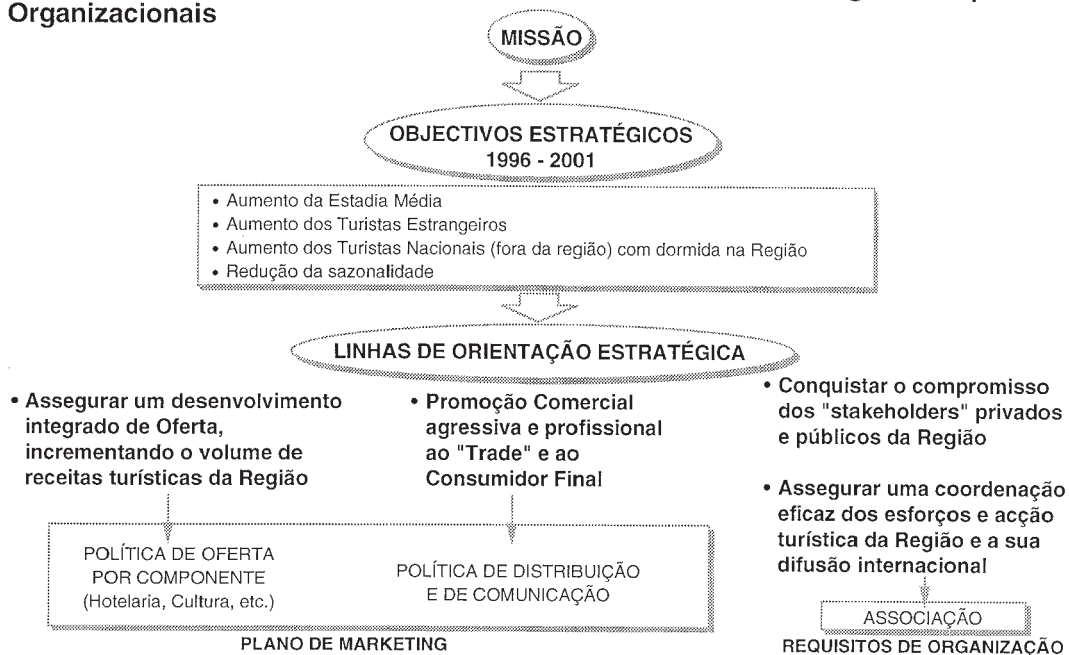 Organizacionais
MISSÃO
OBJECTIVOS ESTRATÉGICOS
1996 - 2001
• Aumento da Estadia Média
• Aumento dos Turistas Estrangeiros
• Aumento dos Turistas Nacionais (fora da região) com dormida na Região
• Redução da sazonalidade
LINHAS DE ORIENTAÇÃO ESTRATÉGICA
• Assegurar um desenvolvimento
integrado de Oferta,
incrementando o volume de
receitas turísticas da Região
• Promoção Comercial
agressiva e profissional
ao "Trade" e ao
Consumidor Final
• Conquistar o compromisso
dos "stakeholders" privados
e públicos da Região
• Assegurar uma coordenação
eficaz dos esforços e acção
turística da Região e a sua
difusão internacional
POLÍTICA DE OFERTA
POR COMPONENTE
(Hotelaria, Cultura, etc.)
POLÍTICA DE DISTRIBUIÇÃO
E DE COMUNICAÇÃO
PLANO DE MARKETING
ASSOCIAÇÃO
REQUISITOS DE ORGANIZAÇÃO